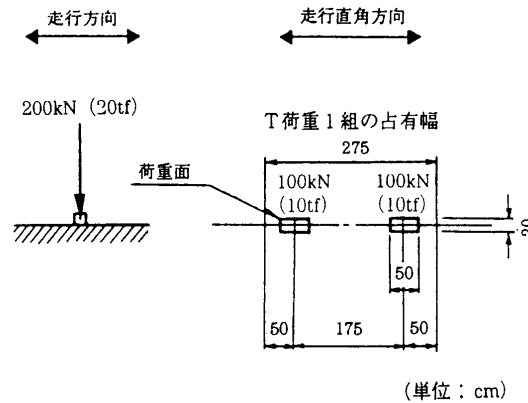 走行方向
走行直角方向
200kN (20tf)
T荷重1組の占有幅
275
荷重面
100kN
(10tf)
100kN
(10tf)
20
50
50
175
50
(単位：cm)